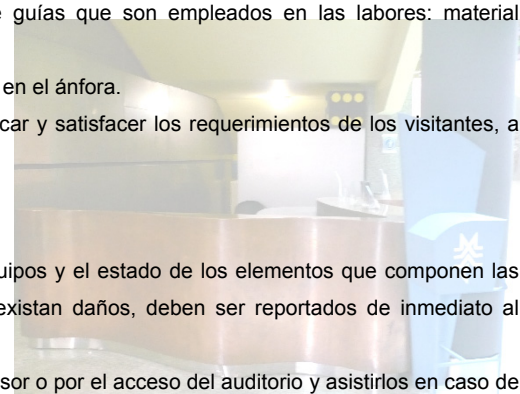 guías que son empleados en las labores: material
en el ánfora.
car y satisfacer los requerimientos de los visitantes, a
uipos y el estado de los elementos que componen las
existan daños, deben ser reportados de inmediato al
sor o por el acceso del auditorio y asistirlos en caso de